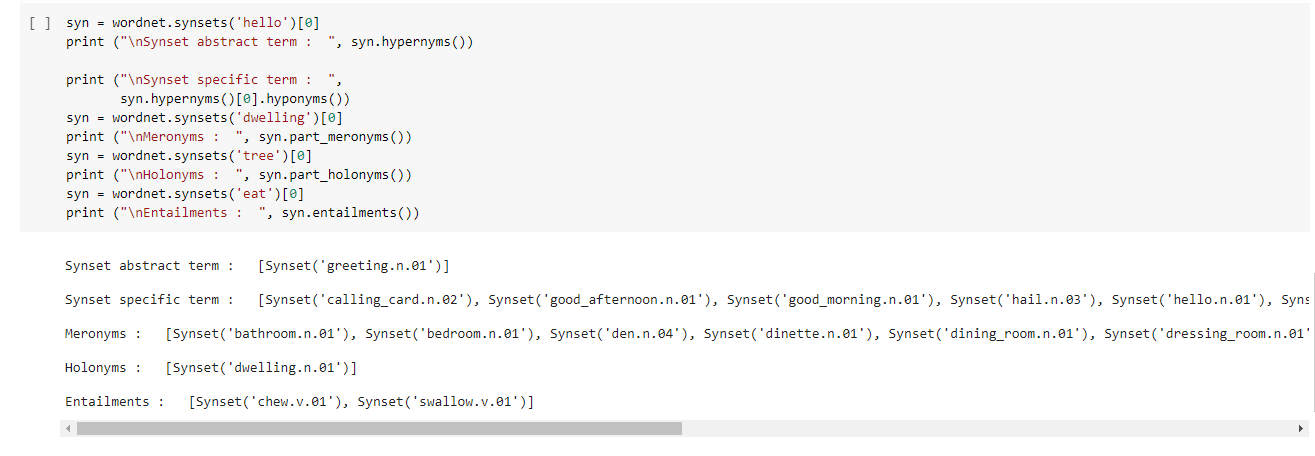 [ ] syn = wordnet.synsets('hello')[0]
print ("\nSynset abstract term :  ", syn.hypernyms())
print ("\nSynset specific term :  ",
syn.hypernyms()[0].hyponyms())
syn = wordnet.synsets('dwelling')[0]
print ("\nMeronyms :  ", syn.part_meronyms())
syn = wordnet.synsets('tree')[0]
print ("\nHolonyms :  ", syn.part_holonyms())
syn = wordnet.synsets('eat')[0]
print ("\nEntailments :  ", syn.entailments())
Synset abstract term :   [Synset('greeting.n.01')]
Synset specific term :   [Synset('calling_card.n.02'), Synset('good_afternoon.n.01'), Synset('good_morning.n.01'), Synset('hail.n.03'), Synset('hello.n.01'), Syns
Meronyms :   [Synset('bathroom.n.01'), Synset('bedroom.n.01'), Synset('den.n.04'), Synset('dinette.n.01'), Synset('dining_room.n.01'), Synset('dressing_room.n.01'
Holonyms :   [Synset('dwelling.n.01')]
Entailments :   [Synset('chew.v.01'), Synset('swallow.v.01')]